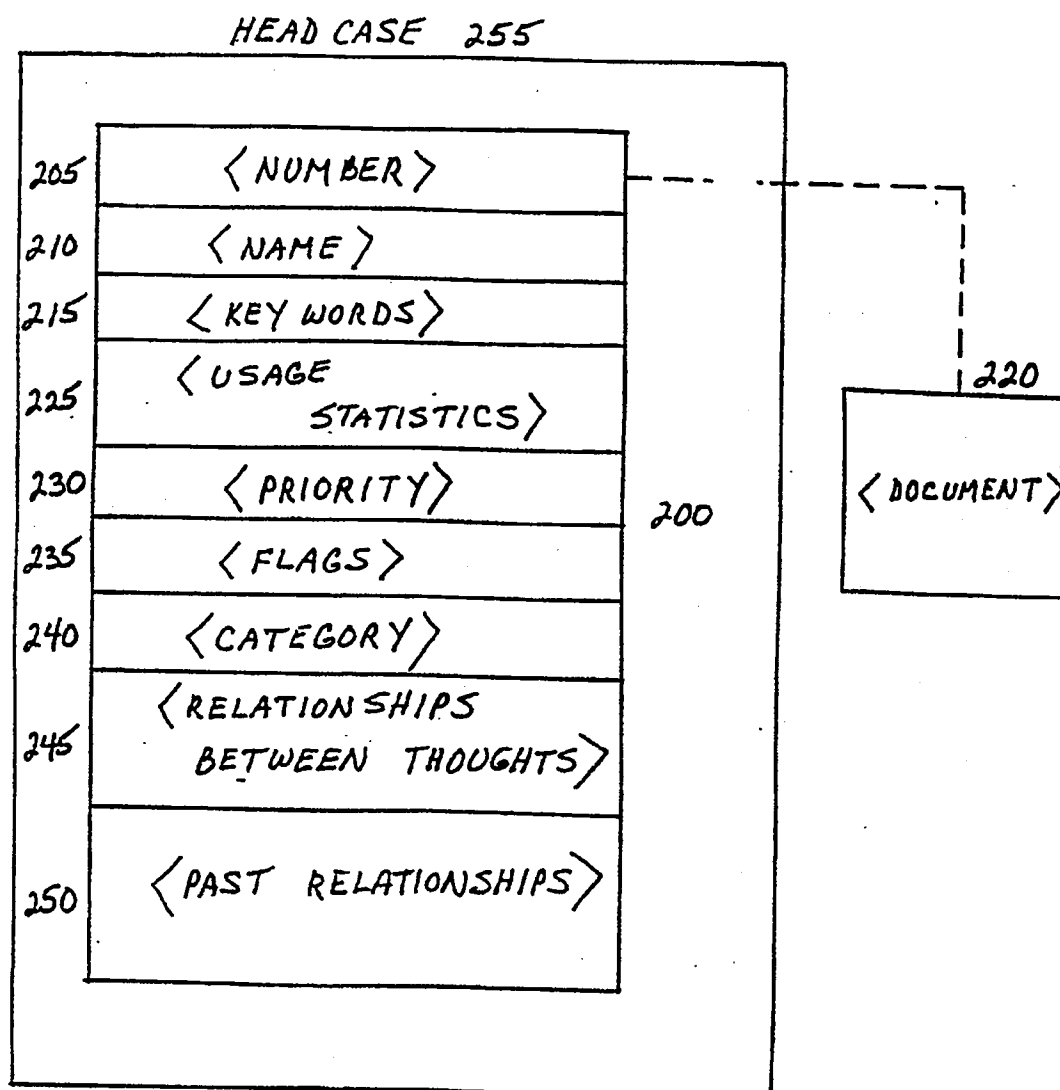 HEAD CASE 255
205 <NUMBER>
210 <NAME>
215 <KEY WORDS>
225 <USAGE
STATISTICS>
220
230 <PRIORITY>
<DOCUMENT>
200
235 <FLAGS>
240 <CATEGORY>
<RELATIONSHIPS
245 BETWEEN THOUGHTS>
250 <PAST RELATIONSHIPS>